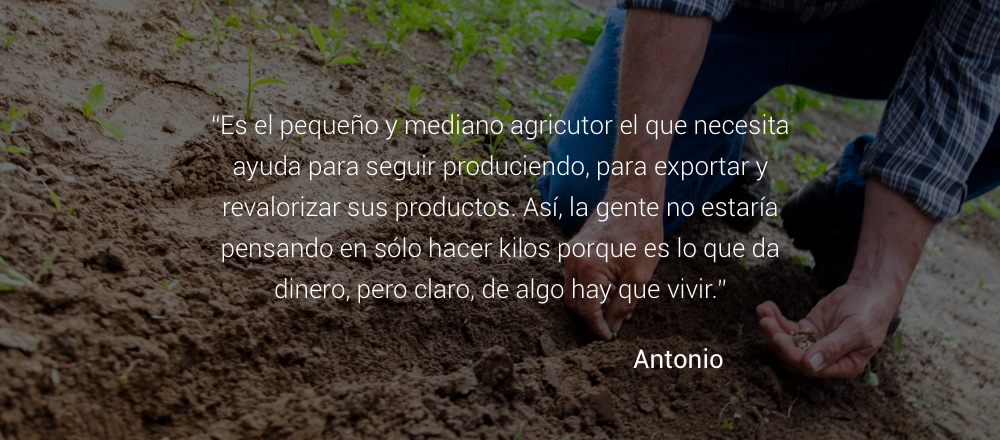 "Es el pequeño y mediano agricutor el que necesita
ayuda para seguir produciendo, para exportar y
revalorizar sus productos. Así, la gente no estaría
pensando en sólo hacer kilos porque es lo que da
dinero, pero claro, de algo hay que vivir."
Antonio